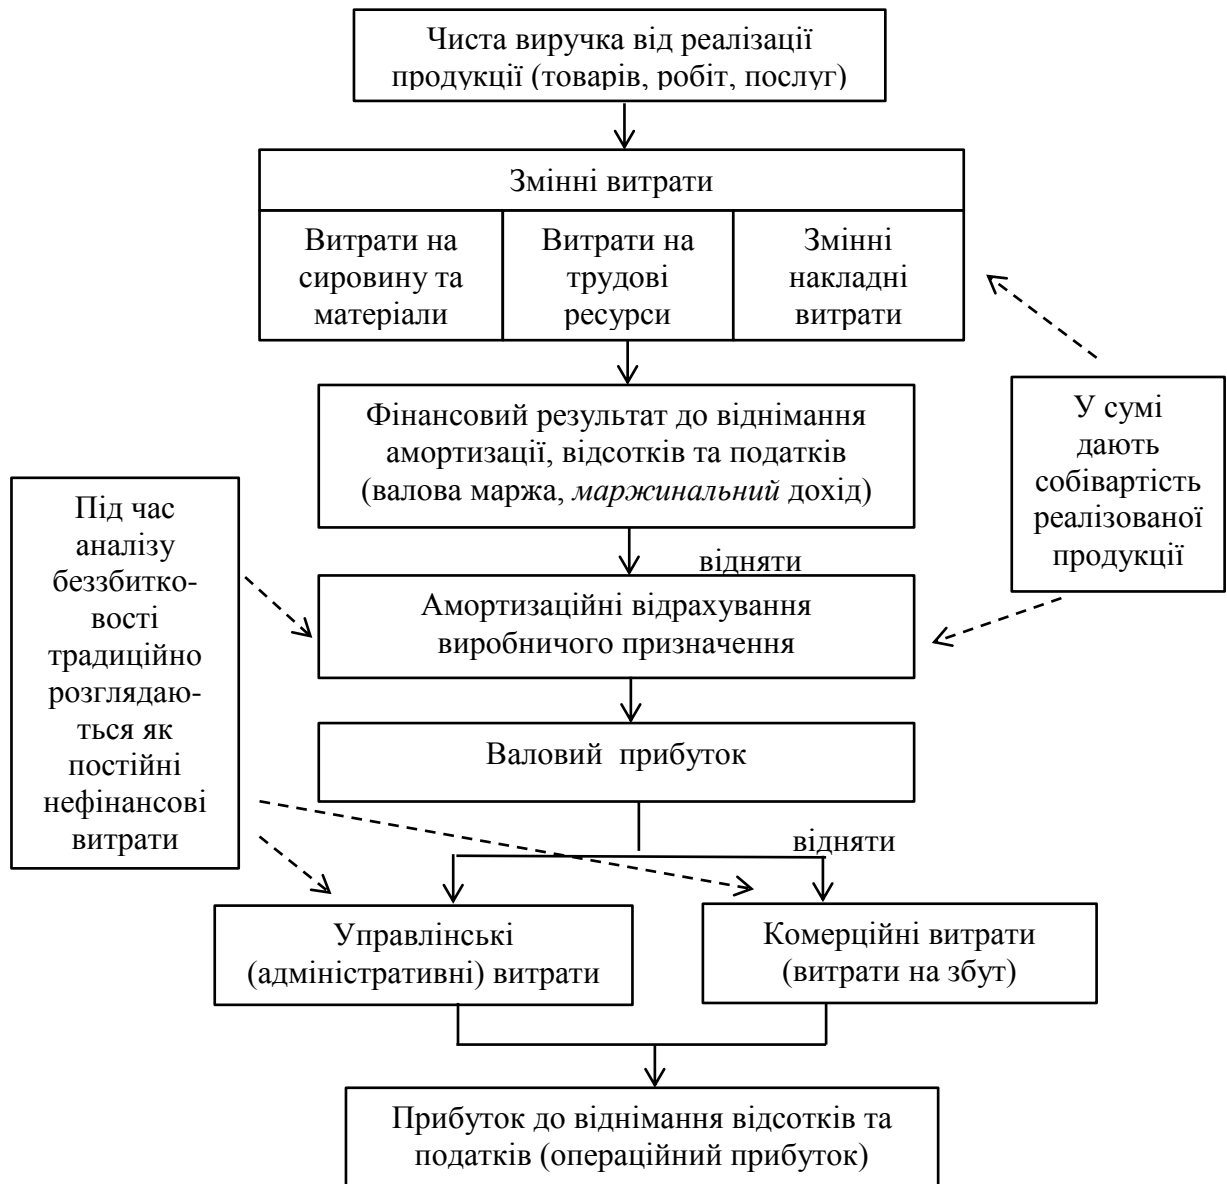 Чиста виручка від реалізації
продукції (товарів, робіт, послуг)
Змінні витрати
Витрати на
сировину та
матеріали
Витрати на
трудові
ресурси
Змінні
накладні
витрати
Фінансовий результат до віднімання
амортизації, відсотків та податків
(валова маржа, маржинальний дохід)
У сумі
дають
собівартість
реалізованої
продукції
Під час
аналізу
беззбитко-
вості
традиційно
розглядаю-
ться як
постійні
нефінансові
витрати
відняти
Амортизаційні відрахування
виробничого призначення
Валовий прибуток
відняти
Управлінські
(адміністративні) витрати
Комерційні витрати
(витрати на збут)
Прибуток до віднімання відсотків та
податків (операційний прибуток)